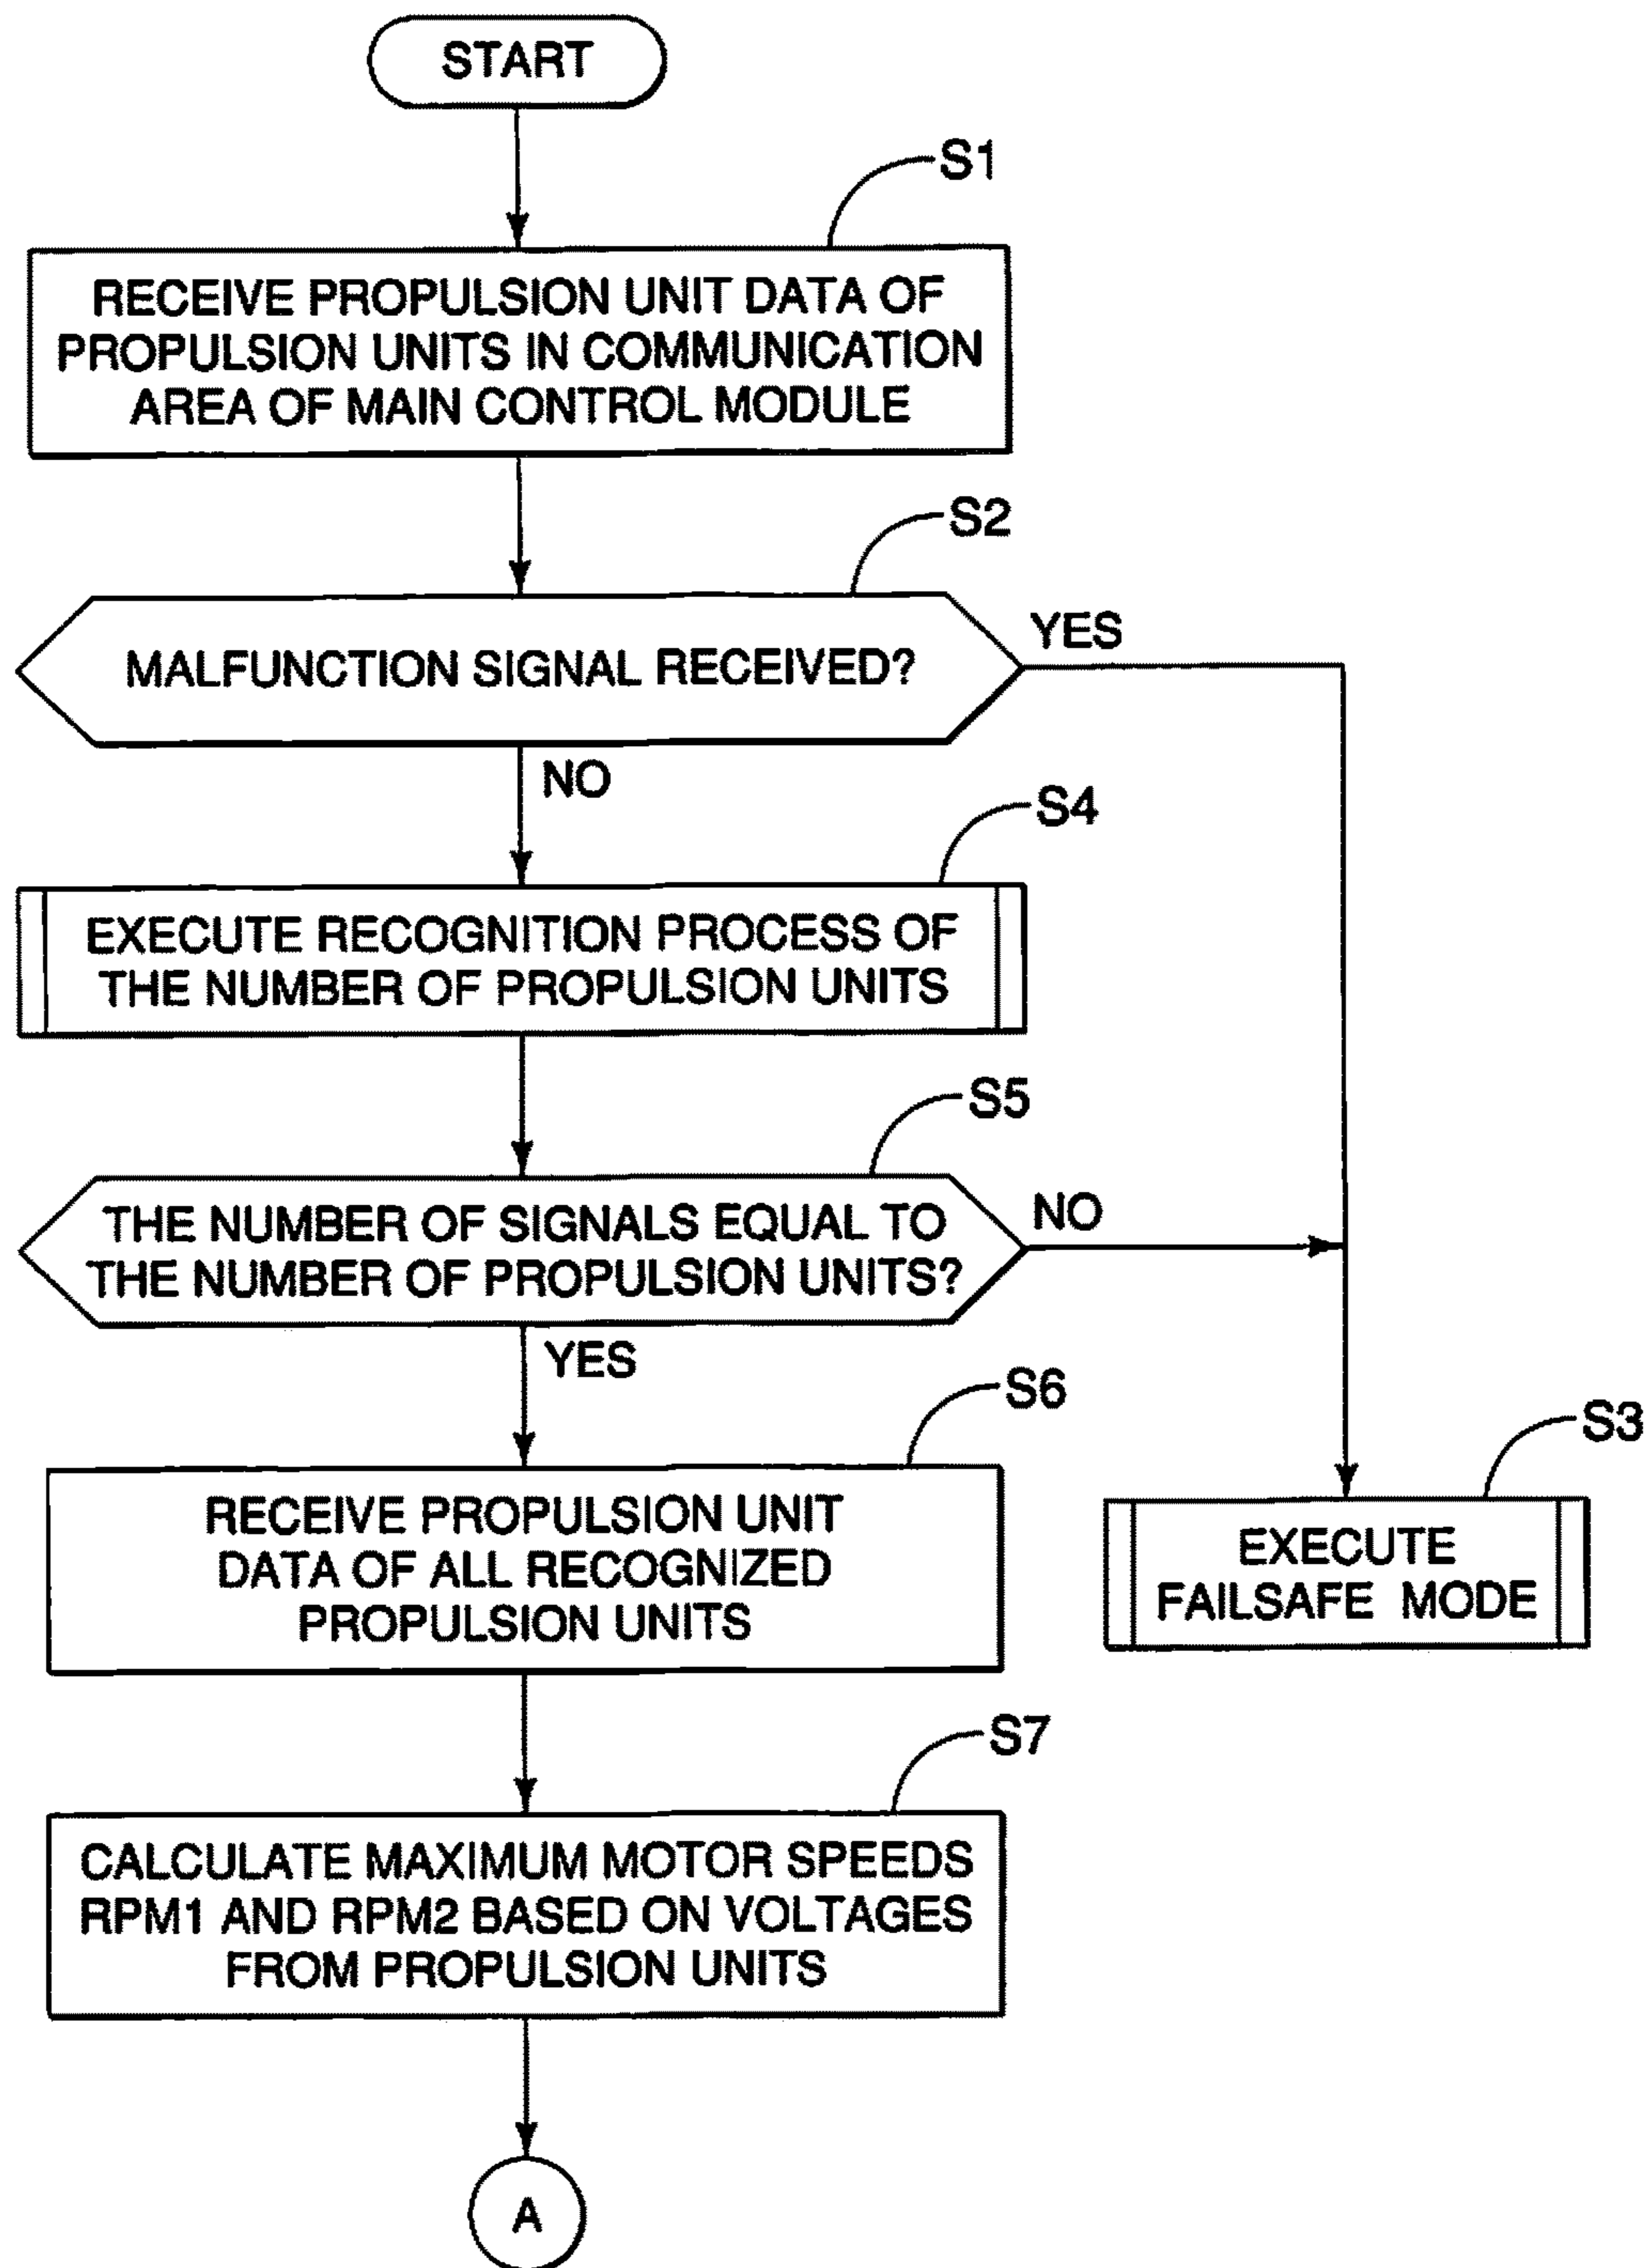 START
S1
RECEIVE PROPULSION UNIT DATA OF
PROPULSION UNITS IN COMMUNICATION
AREA OF MAIN CONTROL MODULE
S2
MALFUNCTION SIGNAL RECEIVED?
YES
NO
S4
EXECUTE RECOGNITION PROCESS OF
THE NUMBER OF PROPULSION UNITS
S5
THE NUMBER OF SIGNALS EQUAL TO
THE NUMBER OF PROPULSION UNITS?
NO
YES
S6
RECEIVE PROPULSION UNIT
DATA OF ALL RECOGNIZED
PROPULSION UNITS
S3
EXECUTE
FAILSAFE MODE
S7
CALCULATE MAXIMUM MOTOR SPEEDS
RPM1 AND RPM2 BASED ON VOLTAGES
FROM PROPULSION UNITS
A